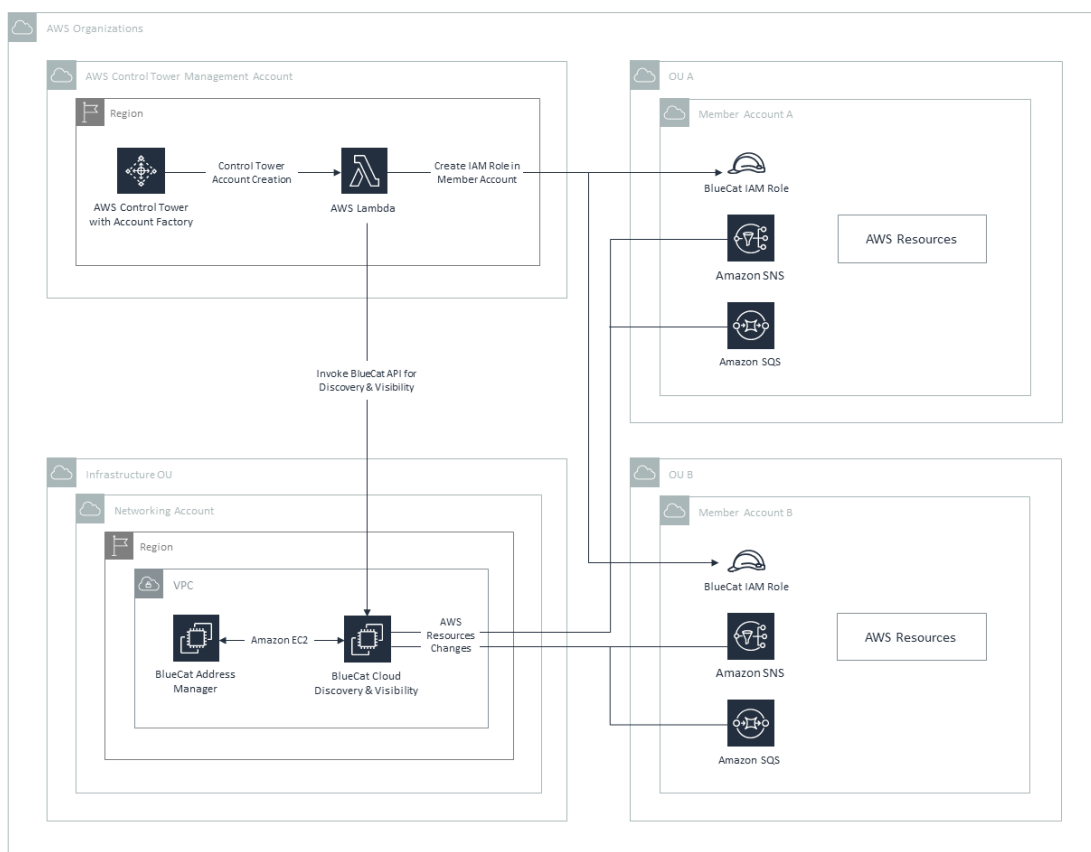 AWS Organizations
AWS Control Tower Management Account
Region
Control Tower
Account Creation
AWS Control Tower
with Account Factory
AWS Lambda
Create IAM Role in
Member Account
OU A
Member Account A
BlueCat IAM Role
Amazon SNS
AWS Resources
Amazon SQS
Invoke BlueCat API for
Discovery & Visibility
Infrastructure OU
Networking Account
Region
VPC
Amazon EC2
BlueCat Address
Manager
BlueCat Cloud
Discovery & Visibility
AWS
Resources
Changes
OU B
Member Account B
BlueCat IAM Role
Amazon SNS
AWS Resources
Amazon SQS